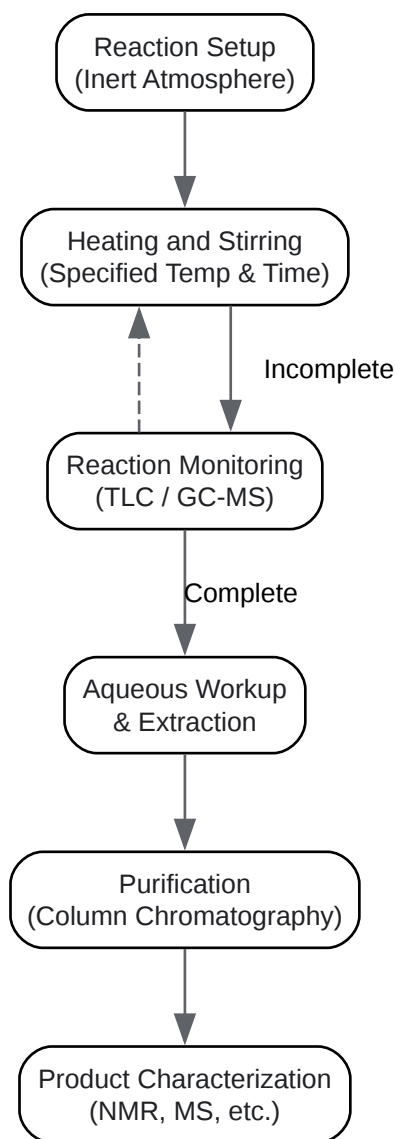 Reaction Setup
(Inert Atmosphere)
Heating and Stirring
(Specified Temp & Time)
Incomplete
Reaction Monitoring
(TLC / GC-MS)
Complete
Aqueous Workup
& Extraction
Purification
(Column Chromatography)
Product Characterization
(NMR, MS, etc.)